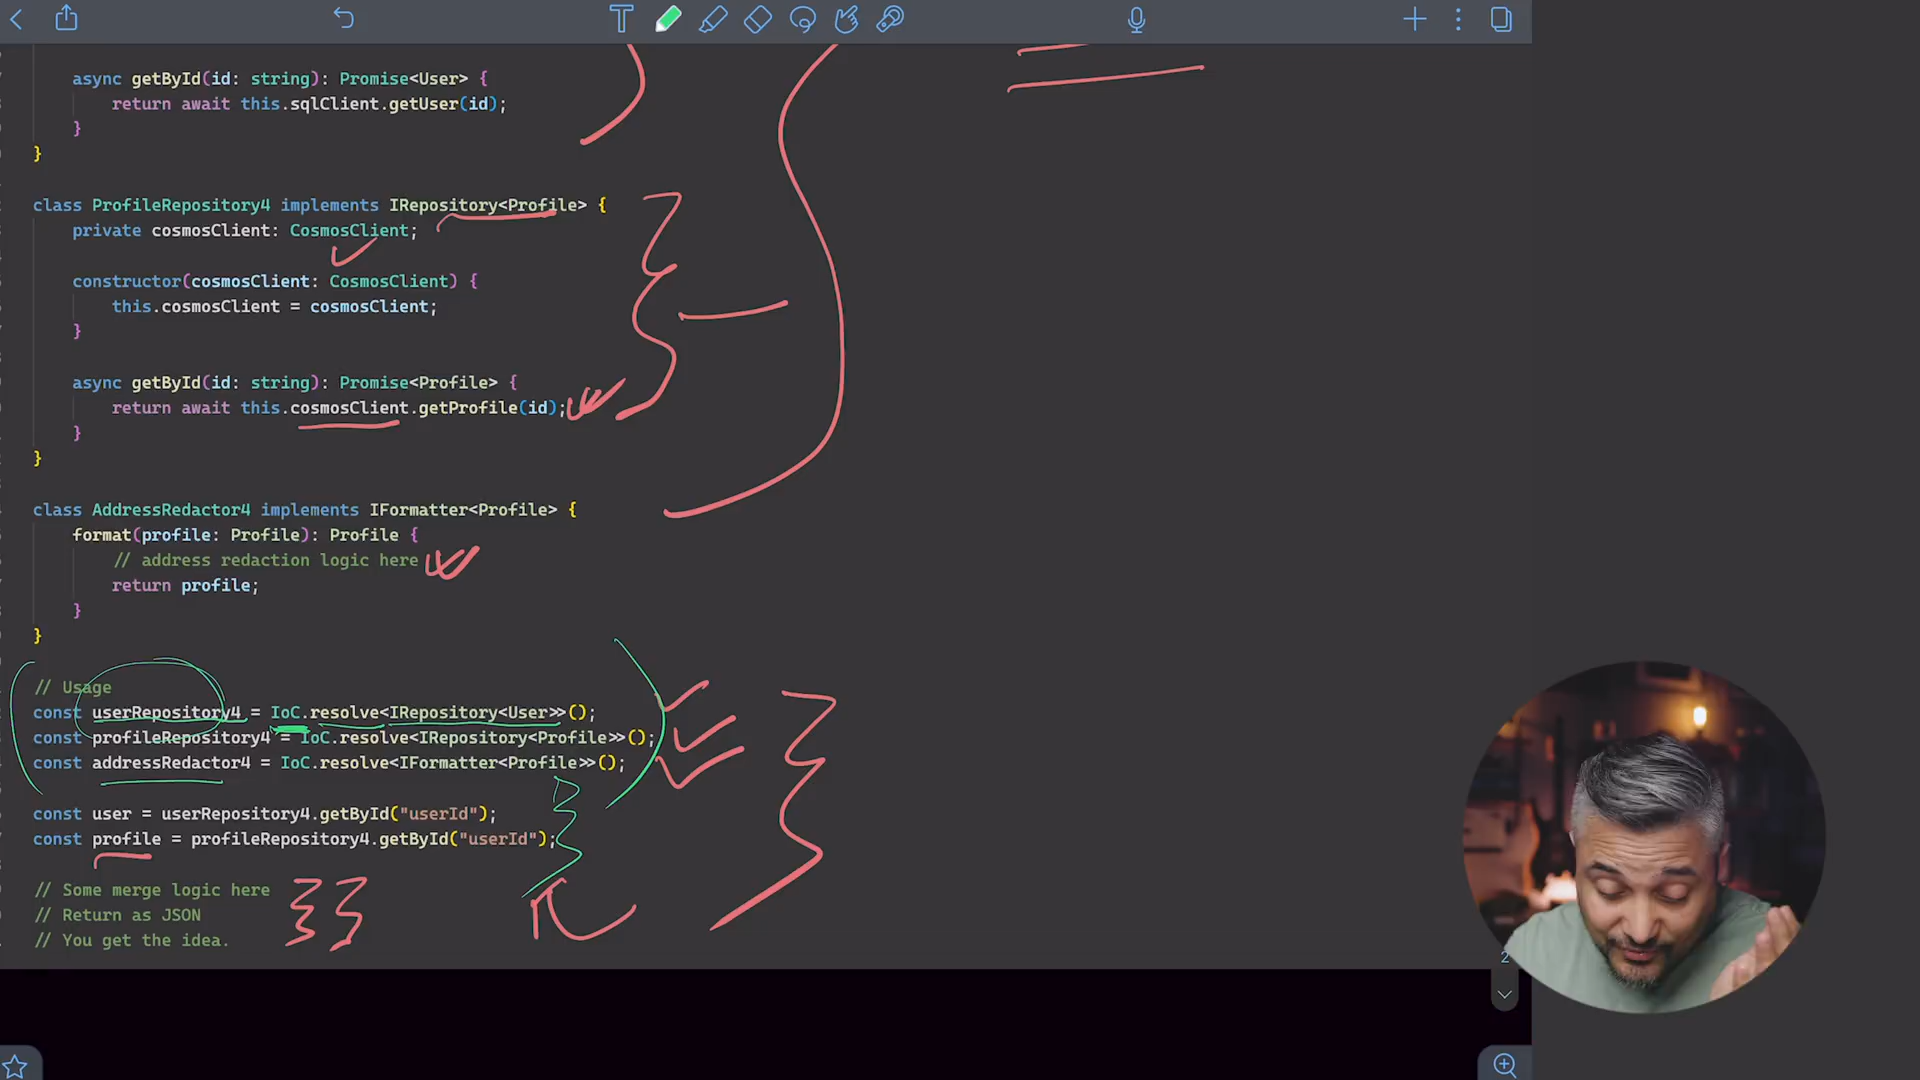 async getById(id: string): Promise<User> {
return await this.sqlClient.getUser(id);
}
}
class ProfileRepository4 implements IRepository<Profile> {
private cosmosClient: CosmosClient;
constructor(cosmosClient: CosmosClient) {
this.cosmosClient = cosmosClient;
}
async getById(id: string): Promise<Profile> {
return await this.cosmosClient.getProfile(id);
}
}
class AddressRedactor4 implements IFormatter<Profile> {
format(profile: Profile): Profile {
// address redaction logic here
return profile;
}
}
// Usage
const userRepository4 = IoC.resolve<IRepository<User>>();
const profileRepository4 = IoC.resolve<IRepository<Profile>>();
const addressRedactor4 = IoC.resolve<IFormatter<Profile>>();
const user = userRepository4.getById("userId");
const profile = profileRepository4.getById("userId");
// Some merge logic here
// Return as JSON
// You get the idea.
2